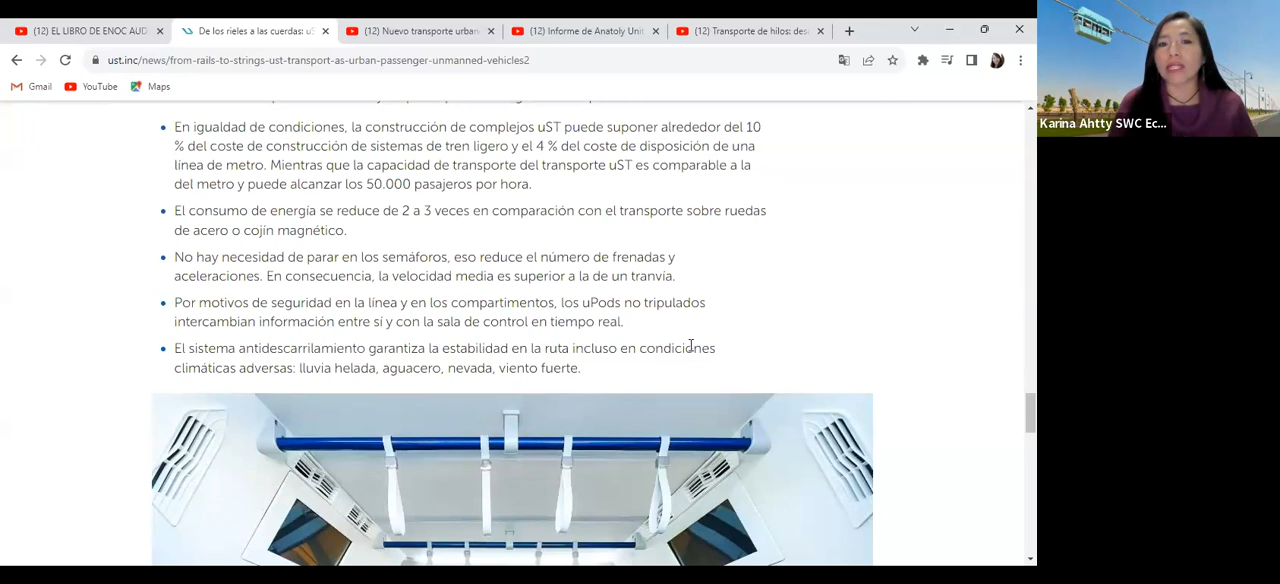 (12) EL LIBRO DE ENOC AUD
De los rieles a las cuerdas: uS
(12) Nuevo transporte urban
(12) Informe de Anatoly Unit
(12) Transporte de hilos: desa
ust.inc/news/from-rails-to-strings-ust-transport-as-urban-passenger-unmanned-vehicles2
Gmail
YouTube
Maps
En igualdad de condiciones, la construcción de complejos uST puede suponer alrededor del 10
% del coste de construcción de sistemas de tren ligero y el 4 % del coste de disposición de una
línea de metro. Mientras que la capacidad de transporte del transporte uST es comparable a la
del metro y puede alcanzar los 50.000 pasajeros por hora.
El consumo de energía se reduce de 2 a 3 veces en comparación con el transporte sobre ruedas
de acero o cojín magnético.
No hay necesidad de parar en los semáforos, eso reduce el número de frenadas y
aceleraciones. En consecuencia, la velocidad media es superior a la de un tranvía.
Por motivos de seguridad en la línea y en los compartimentos, los uPods no tripulados
intercambian información entre sí y con la sala de control en tiempo real.
El sistema antidescarrilamiento garantiza la estabilidad en la ruta incluso en condiciones
climáticas adversas: lluvia helada, aguacero, nevada, viento fuerte.
Karina Ahtty SWC Ec...